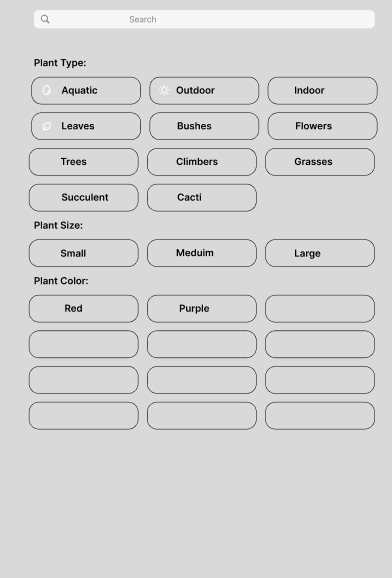 Search
Plant Type:
Aquatic Outdoor Indoor
Leaves Bushes Flowers
Trees Climbers Grasses
Succulent Cacti
Plant Size:
Small Meduim Large
Plant Color:
Red Purple